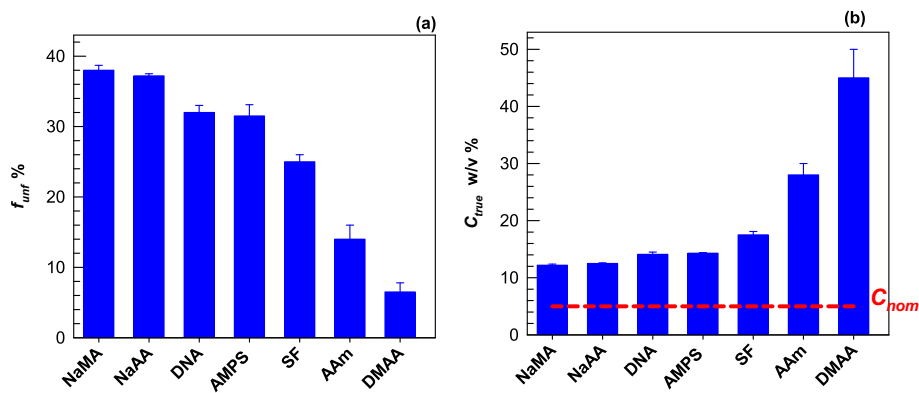 (a)
40
30
20
10
0
f_unf %
NaMA NaAA DNA AMPS SF AAm DMAA
(b)
50
40
30
20
10
0
C_true w/v %
C_nom
NaMA NaAA DNA AMPS SF AAm DMAA